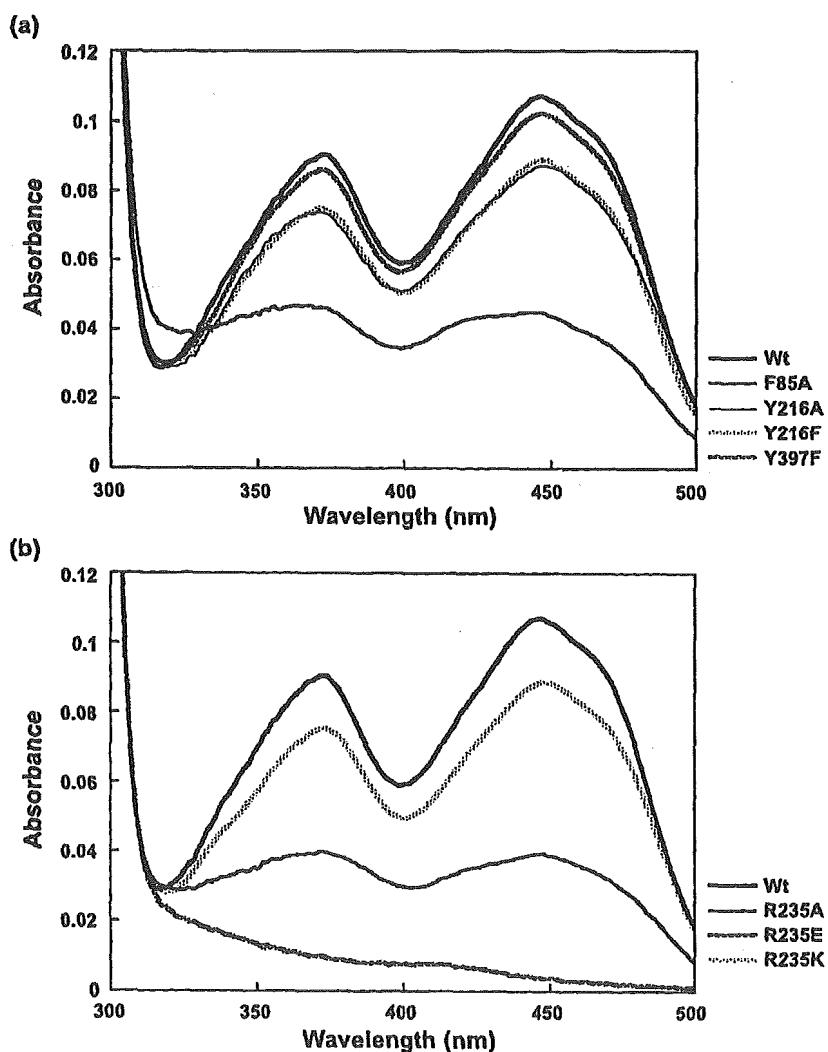 (a)
0.12
0.1
0.08
0.06
0.04
0.02
0
Absorbance
Wt
F85A
Y216A
Y216F
Y397F
300 350 400 450 500
Wavelength (nm)
(b)
0.12
0.1
0.08
0.06
0.04
0.02
0
Absorbance
Wt
R235A
R235E
R235K
300 350 400 450 500
Wavelength (nm)